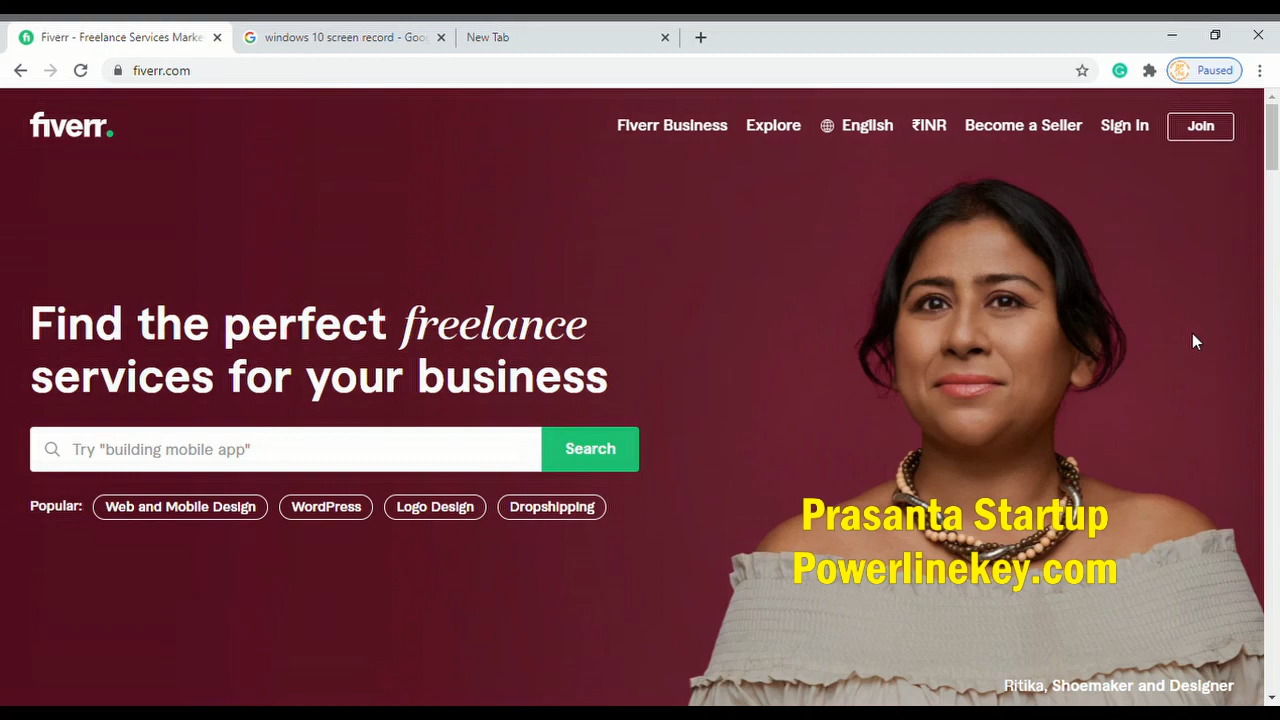 Fiverr - Freelance Services Marke
windows 10 screen record - Goo
New Tab
fiverr.com
Paused
fiverr.
Fiverr Business
Explore
English
₹INR
Become a Seller
Sign In
Join
Find the perfect freelance
services for your business
Try "building mobile app"
Search
Popular:
Web and Mobile Design
WordPress
Logo Design
Dropshipping
Prasanta Startup
Powerlinekey.com
Ritika, Shoemaker and Designer